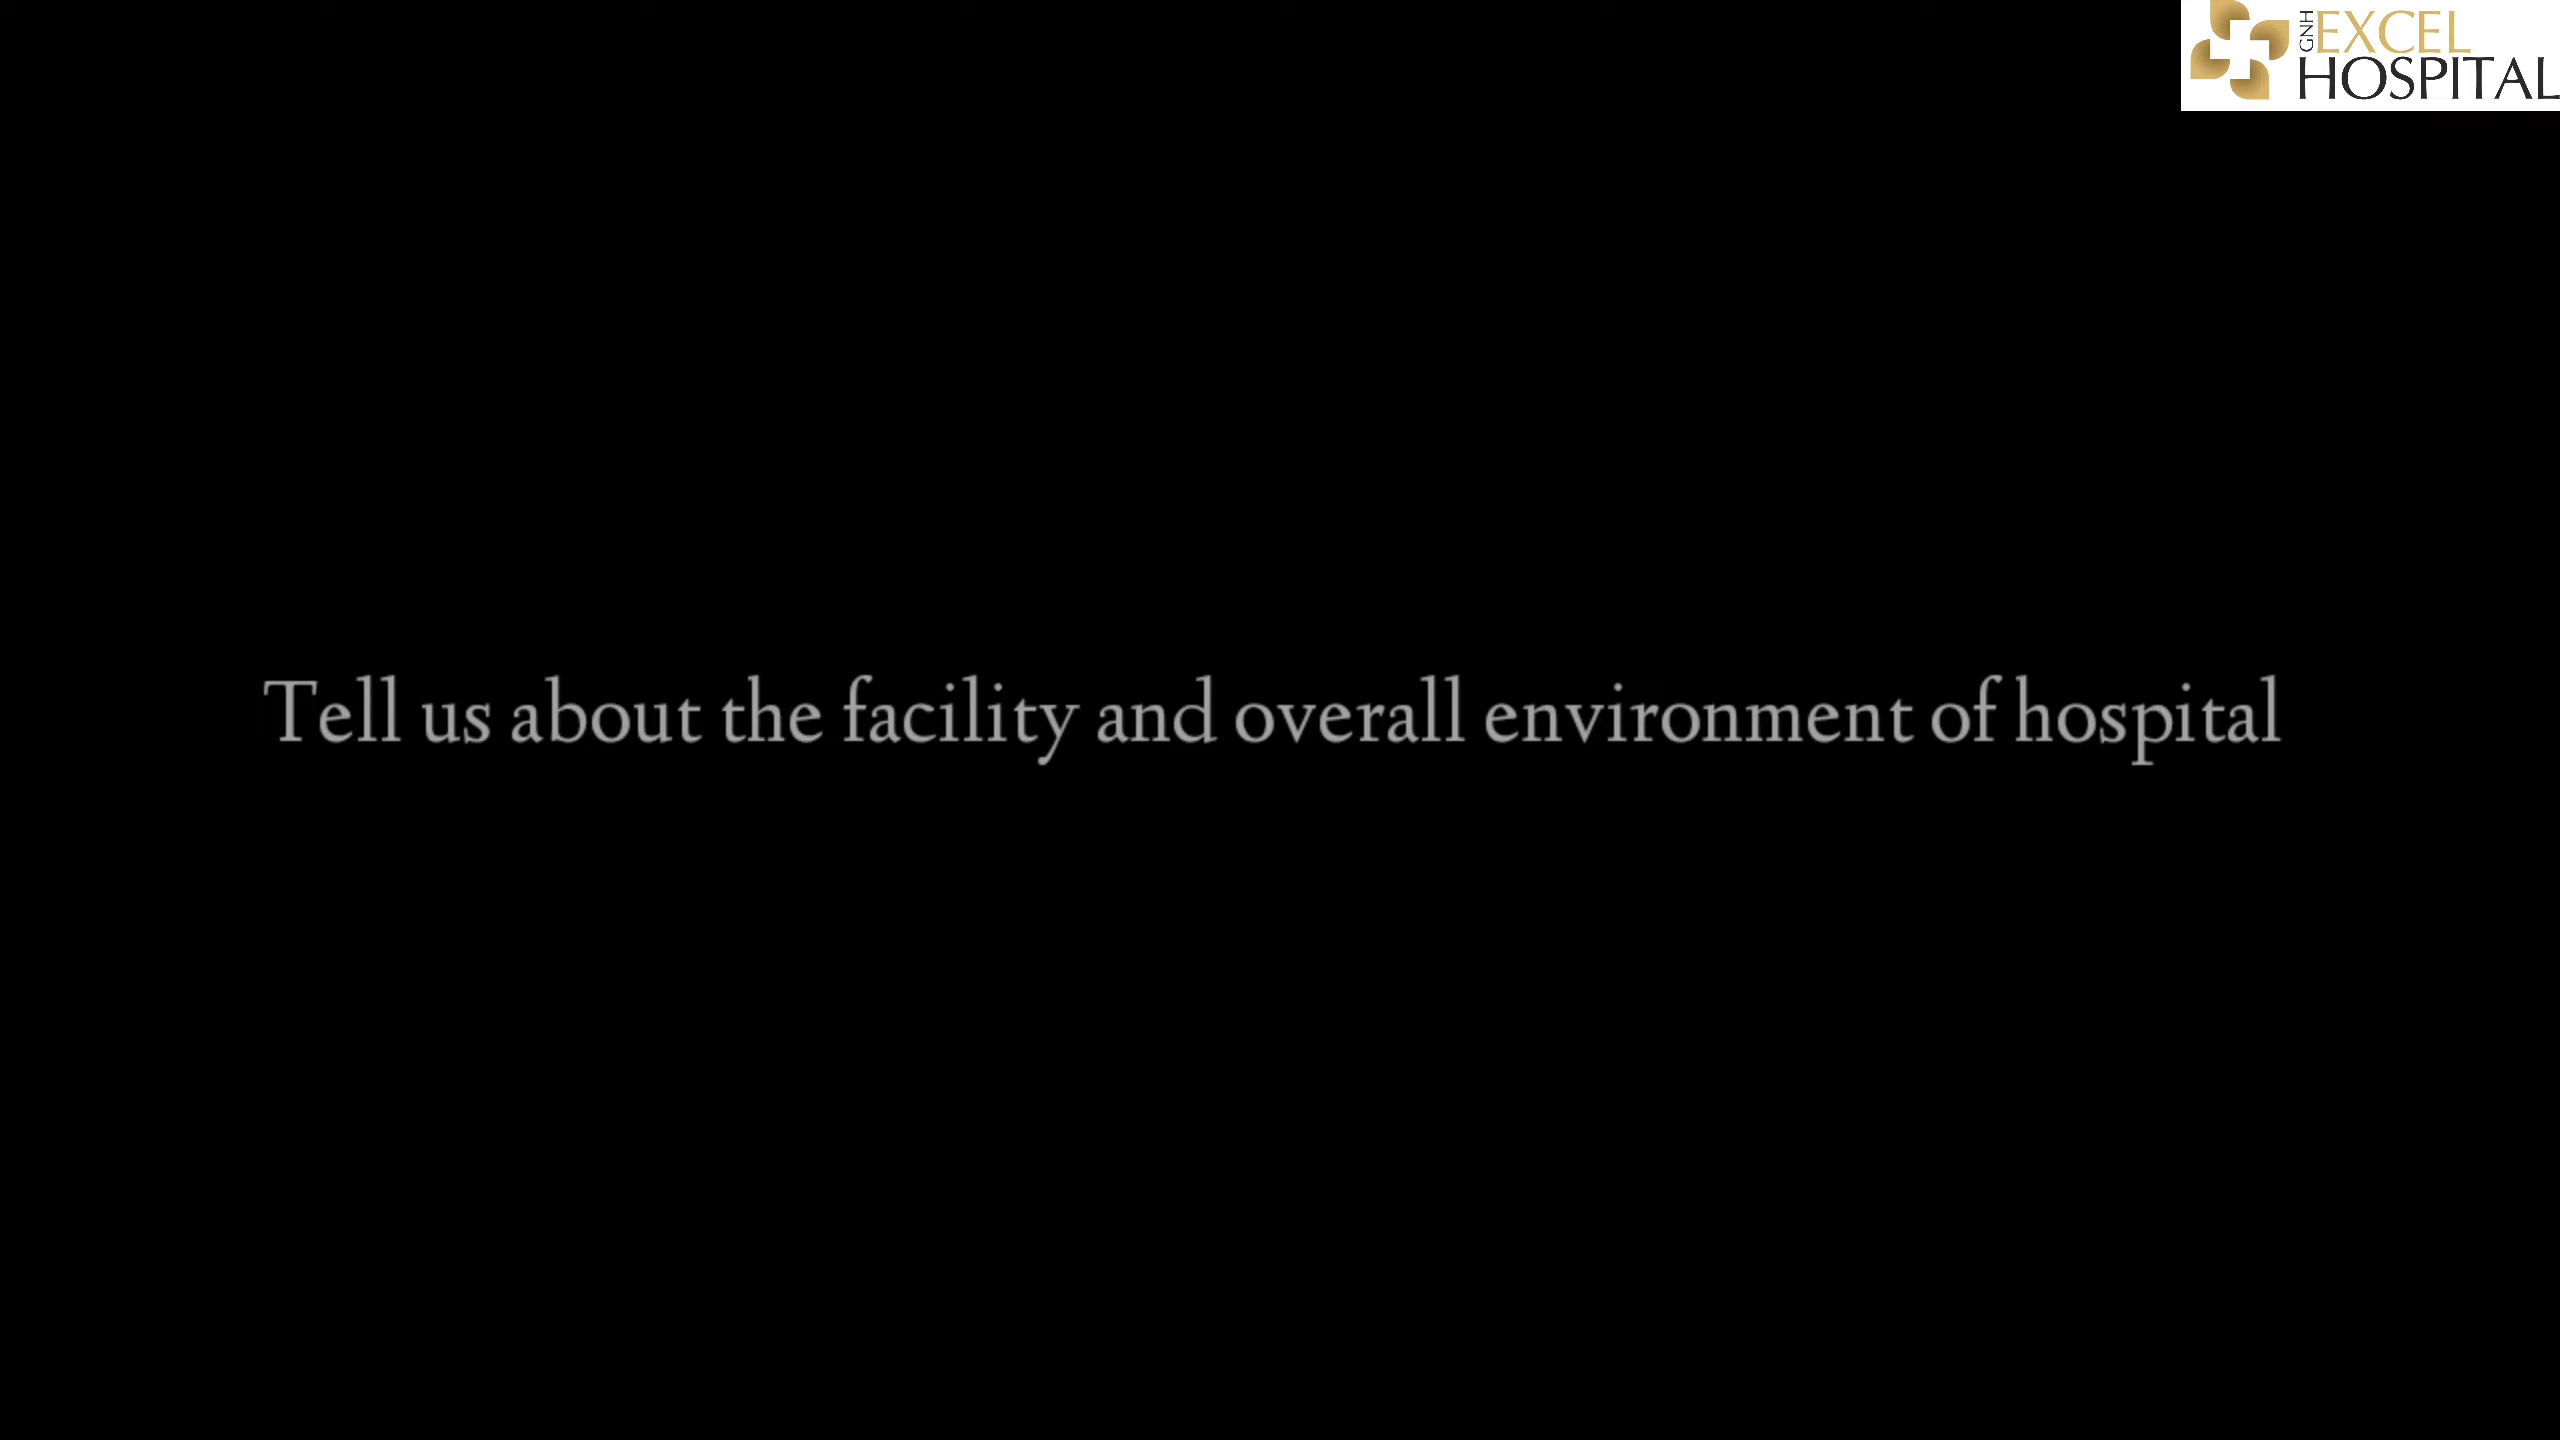 GNH EXCEL
HOSPITAL
Tell us about the facility and overall environment of hospital